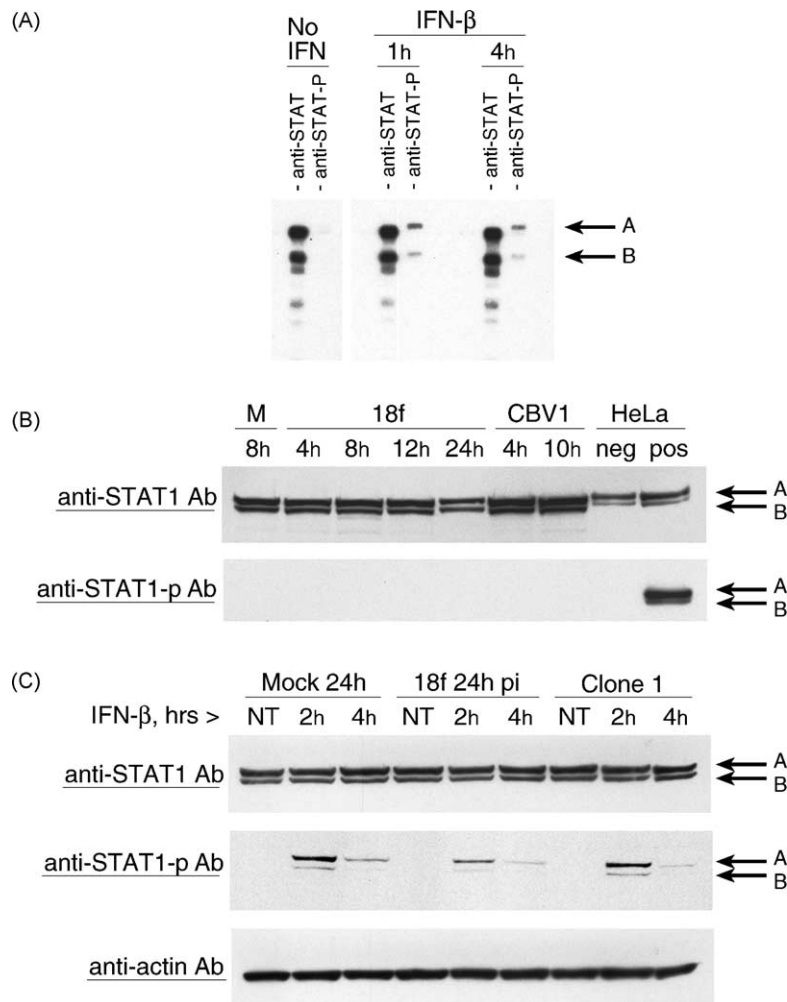 (A)
No
IFN
IFN-β
1h
4h
- anti-STAT
- anti-STAT-P
- anti-STAT
- anti-STAT-P
- anti-STAT
- anti-STAT-P
A
B
(B)
M
18f
CBV1
HeLa
8h
4h
8h
12h
24h
4h
10h
neg
pos
anti-STAT1 Ab
A
B
anti-STAT1-p Ab
A
B
(C)
Mock 24h
18f 24h pi
Clone 1
IFN-β, hrs >
NT
2h
4h
NT
2h
4h
NT
2h
4h
anti-STAT1 Ab
A
B
anti-STAT1-p Ab
A
B
anti-actin Ab